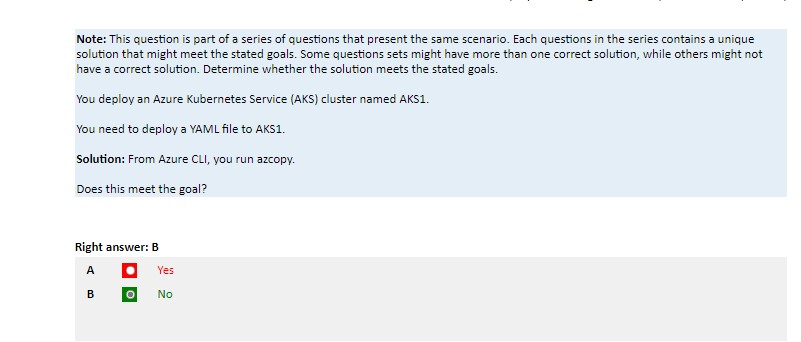 Note: This question is part of a series of questions that present the same scenario. Each questions in the series contains a unique
solution that might meet the stated goals. Some questions sets might have more than one correct solution, while others might not
have a correct solution. Determine whether the solution meets the stated goals.
You deploy an Azure Kubernetes Service (AKS) cluster named AKS1.
You need to deploy a YAML file to AKS1.
Solution: From Azure CLI, you run azcopy.
Does this meet the goal?
Right answer: B
A Yes
B No